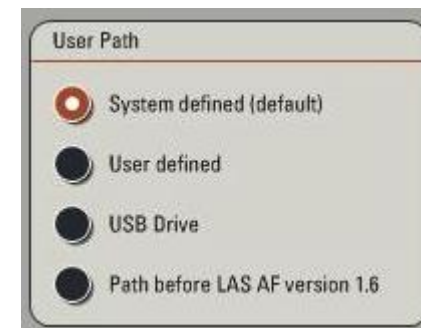 User Path
System defined (default)
User defined
USB Drive
Path before LAS AF version 1.6